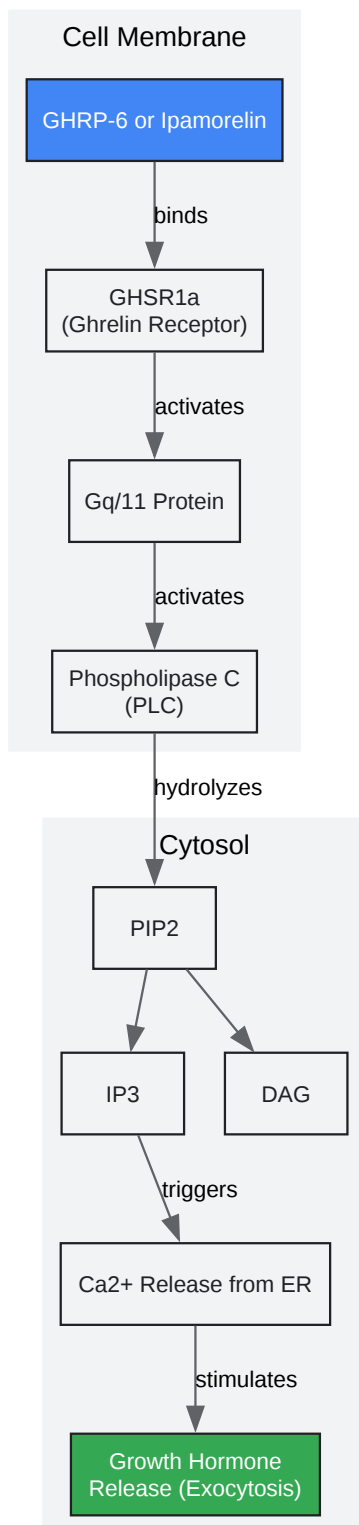 Cell Membrane
GHRP-6 or Ipamorelin
binds
GHSR1a
(Ghrelin Receptor)
activates
Gq/11 Protein
activates
Phospholipase C
(PLC)
hydrolyzes
Cytosol
PIP2
IP3
DAG
triggers
Ca2+ Release from ER
stimulates
Growth Hormone
Release (Exocytosis)